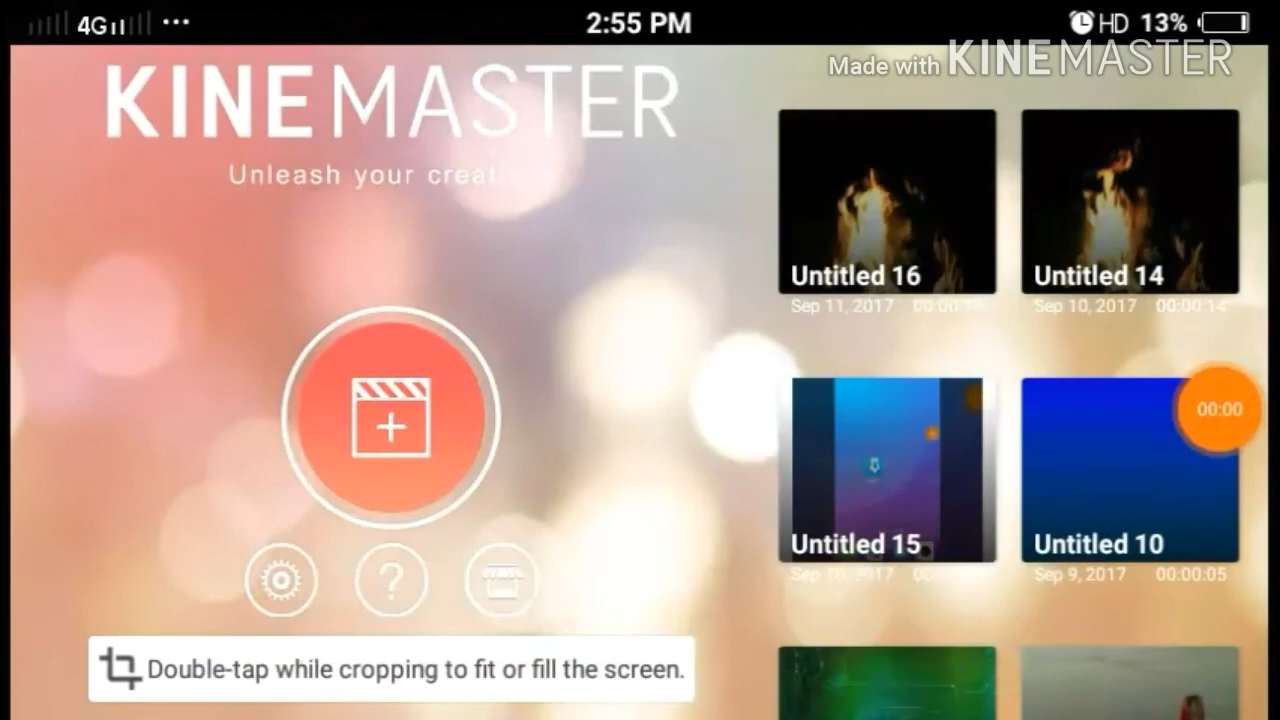 4G ... 2:55 PM HD 13%
Made with KINEMASTER
KINEMASTER
Unleash your
Untitled 16 Untitled 14
Sep 11, 2017 Sep 10, 2017 00:00:14
00:00
Untitled 15 Untitled 10
2017 Sep 9, 2017 00:00:05
?
Double-tap while cropping to fit or fill the screen.